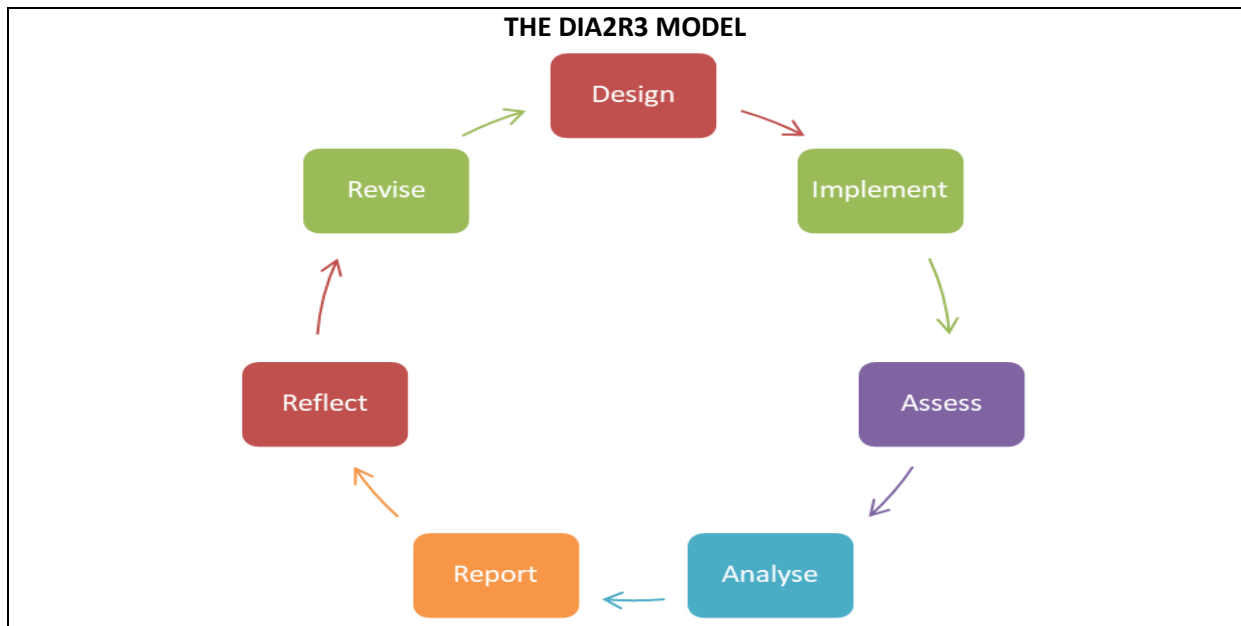 THE DIA2R3 MODEL
Design
Implement
Assess
Analyse
Report
Reflect
Revise